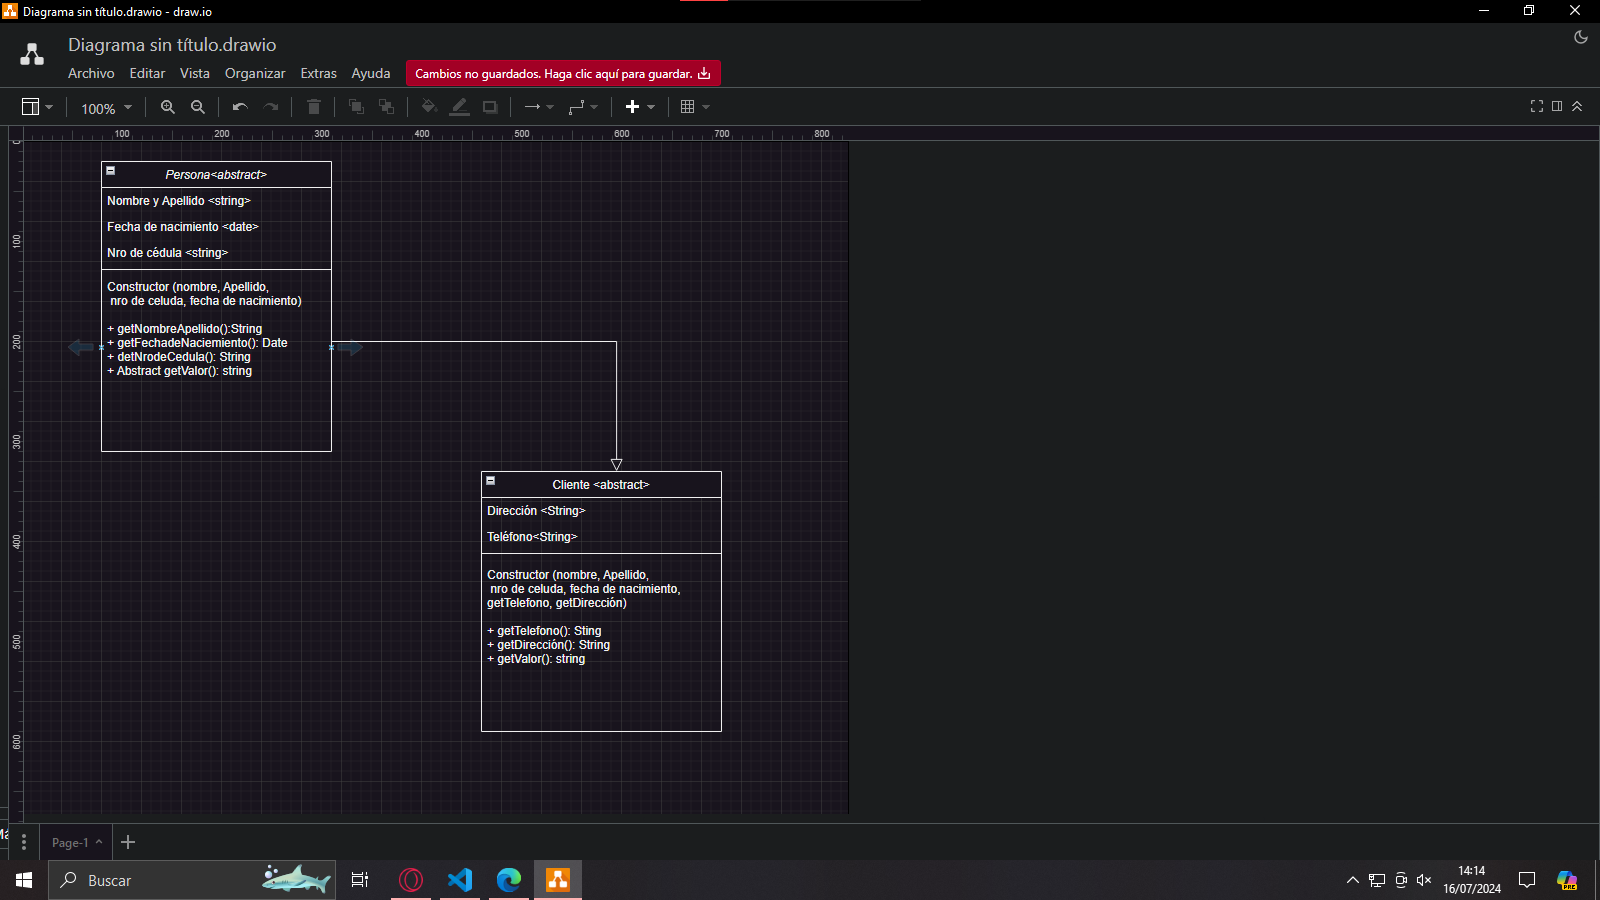 Diagrama sin título.drawio - draw.io
Diagrama sin título.drawio
Archivo Editar Vista Organizar Extras Ayuda Cambios no guardados. Haga clic aquí para guardar.
100%
100 200 300 400 500 600 700 800
0
100
200
300
400
500
600
Persona<abstract>
Nombre y Apellido <string>
Fecha de nacimiento <date>
Nro de cédula <string>
Constructor (nombre, Apellido,
nro de celuda, fecha de nacimiento)
+ getNombreApellido():String
+ getFechadeNaciemiento(): Date
+ detNrodeCedula(): String
+ Abstract getValor(): string
Cliente <abstract>
Dirección <String>
Teléfono<String>
Constructor (nombre, Apellido,
nro de celuda, fecha de nacimiento,
getTelefono, getDirección)
+ getTelefono(): Sting
+ getDirección(): String
+ getValor(): string
Page-1
Buscar
14:14
16/07/2024
PRE